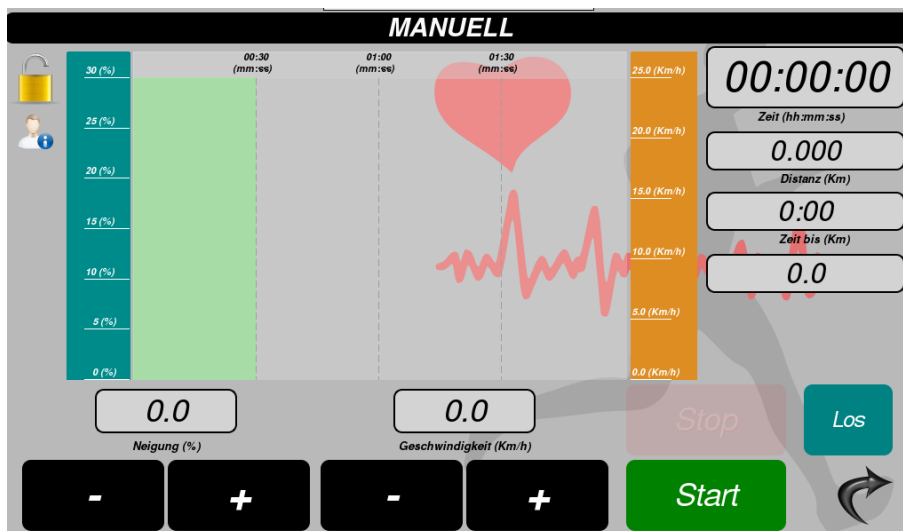 MANUELL
00:30
(mm:ss)
01:00
(mm:ss)
01:30
(mm:ss)
30 (%)
25 (%)
20 (%)
15 (%)
10 (%)
5 (%)
0 (%)
25.0 (Km/h)
20.0 (Km/h)
15.0 (Km/h)
10.0 (Km/h)
5.0 (Km/h)
0.0 (Km/h)
00:00:00
Zeit (hh:mm:ss)
0.000
Distanz (Km)
0:00
Zeit bis (Km)
0.0
0.0
Neigung (%)
0.0
Geschwindigkeit (Km/h)
Stop
Los
-
+
-
+
Start